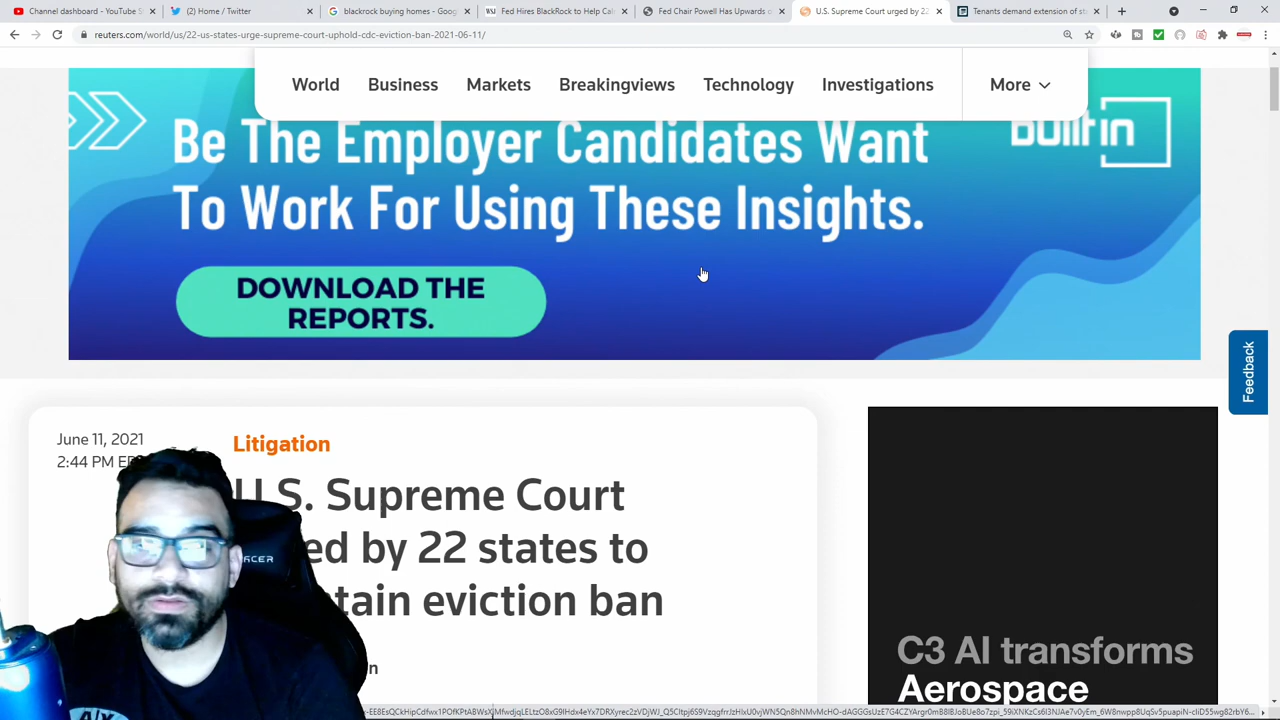 Channel dashboard - YouTube S
(2) Home / Twitter
blackrock buying homes - Goog
Fed Hires BlackRock to Help Cal
Fed Chair Powell Has Upwards o
U.S. Supreme Court urged by 22
Tenants demand extension of sta
reuters.com/world/us/22-us-states-urge-supreme-court-uphold-cdc-eviction-ban-2021-06-11/
World
Business
Markets
Breakingviews
Technology
Investigations
More
Be The Employer Candidates Want
To Work For Using These Insights.
builtin
DOWNLOAD THE
REPORTS.
Feedback
June 11, 2021
2:44 PM
Litigation
U.S. Supreme Court
ed by 22 states to
tain eviction ban
n
C3 AI transforms
Aerospace
ACER